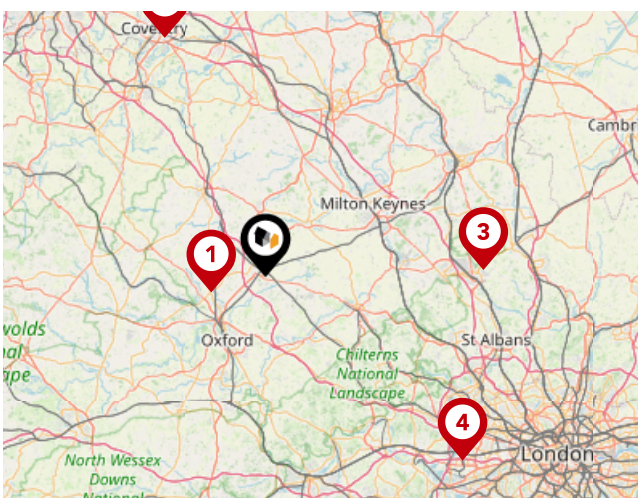 Coventry
Cambr
Milton Keynes
3
1
volds
nal
ape
Oxford
St Albans
Chilterns
National
Landscape
4
London
North Wessex
Downs
National